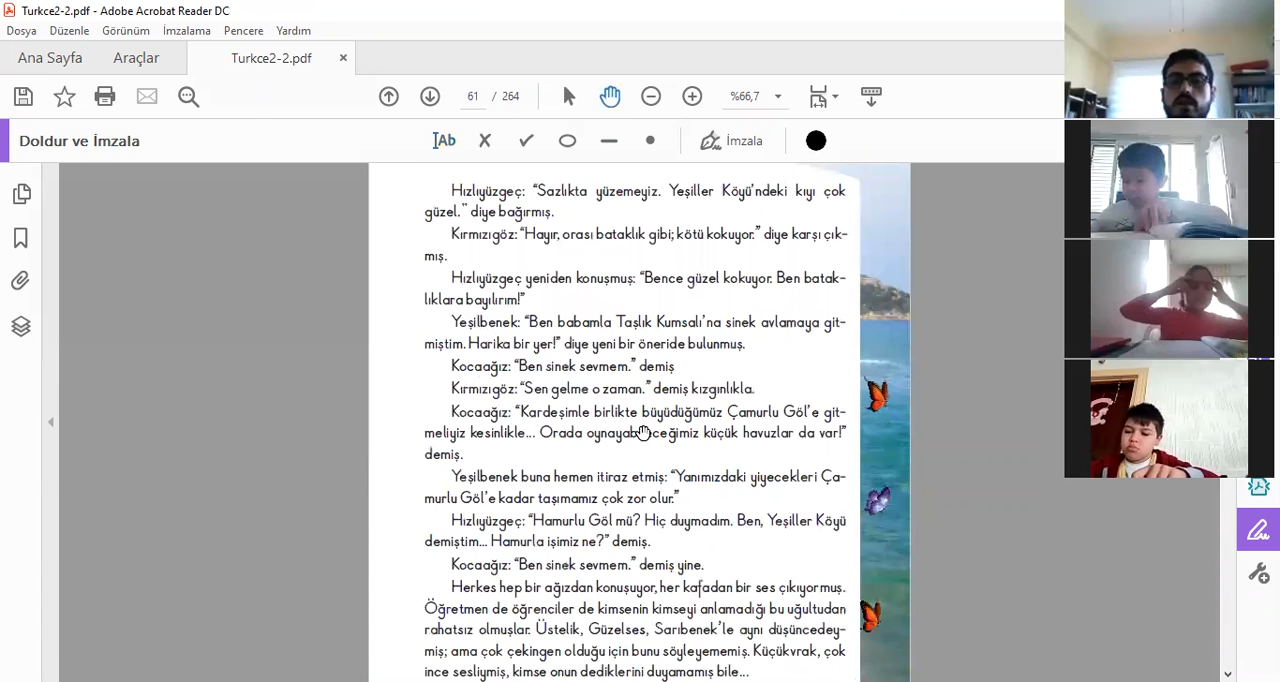 Turkce2-2.pdf - Adobe Acrobat Reader DC
Dosya Düzenle Görünüm İmzalama Pencere Yardım
Ana Sayfa Araçlar Turkce2-2.pdf ×
61 / 264 %66,7
Doldur ve İmzala
Ab İmzala
Hızlıyüzgeç: “Sazlıkta yüzemeyiz. Yeşiller Köyü’ndeki kıyı çok
güzel.” diye bağırmış.
Kırmızıgöz: “Hayır, orası bataklık gibi; kötü kokuyor.” diye karşı çık-
mış.
Hızlıyüzgeç yeniden konuşmuş: “Bence güzel kokuyor. Ben batak-
lıklara bayılırım!”
Yeşilbenek: “Ben babamla Taşlık Kumsalı’na sinek avlamaya git-
miştim. Harika bir yer!” diye yeni bir öneride bulunmuş.
Kocaağız: “Ben sinek sevmem.” demiş
Kırmızıgöz: “Sen gelme o zaman.” demiş kızgınlıkla.
Kocaağız: “Kardeşimle birlikte büyüdüğümüz Çamurlu Göl’e git-
meliyiz kesinlikle... Orada oynayabileceğimiz küçük havuzlar da var!”
demiş.
Yeşilbenek buna hemen itiraz etmiş: “Yanımızdaki yiyecekleri Ça-
murlu Göl’e kadar taşımamız çok zor olur.”
Hızlıyüzgeç: “Hamurlu Göl mü? Hiç duymadım. Ben, Yeşiller Köyü
demiştim... Hamurla işimiz ne?” demiş.
Kocaağız: “Ben sinek sevmem.” demiş yine.
Herkes hep bir ağızdan konuşuyor, her kafadan bir ses çıkıyormuş.
Öğretmen de öğrenciler de kimsenin kimseyi anlamadığı bu uğultudan
rahatsız olmuşlar. Üstelik, Güzelses, Sarıbenek’le aynı düşüncedey-
miş; ama çok çekingen olduğu için bunu söyleyememiş. Küçükvrak, çok
ince sesliymiş, kimse onun dediklerini duyamamış bile...